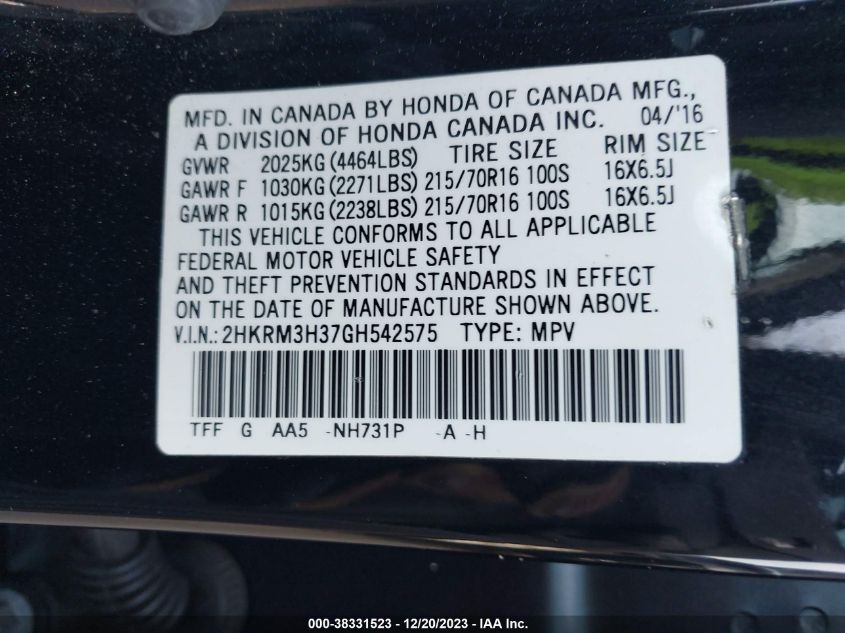 MFD. IN CANADA BY HONDA OF CANADA MFG.,
A DIVISION OF HONDA CANADA INC. 04/'16
GVWR 2025KG (4464LBS) TIRE SIZE RIM SIZE
GAWR F 1030KG (2271LBS) 215/70R16 100S 16X6.5J
GAWR R 1015KG (2238LBS) 215/70R16 100S 16X6.5J
THIS VEHICLE CONFORMS TO ALL APPLICABLE
FEDERAL MOTOR VEHICLE SAFETY
AND THEFT PREVENTION STANDARDS IN EFFECT
ON THE DATE OF MANUFACTURE SHOWN ABOVE.
V.I.N.: 2HKRM3H37GH542575 TYPE: MPV
TFF G AA5 -NH731P -A -H
000-38331523 - 12/20/2023 - IAA Inc.